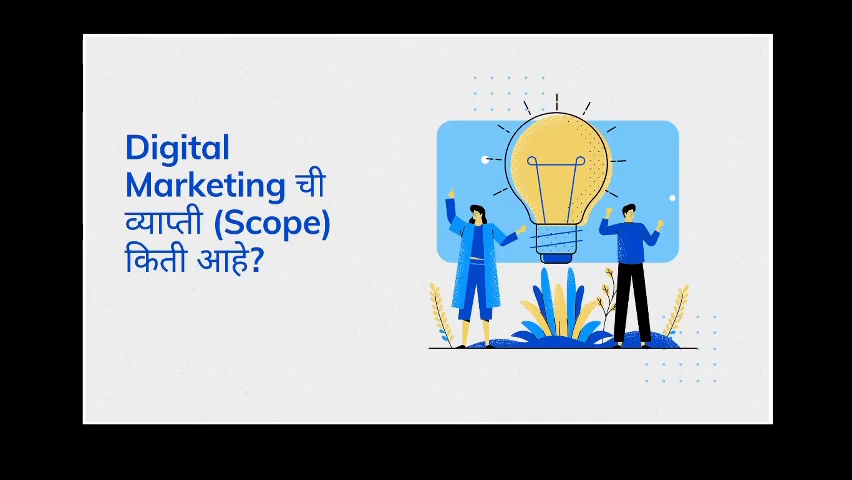 Digital
Marketing ची
व्याप्ती (Scope)
किती आहे?